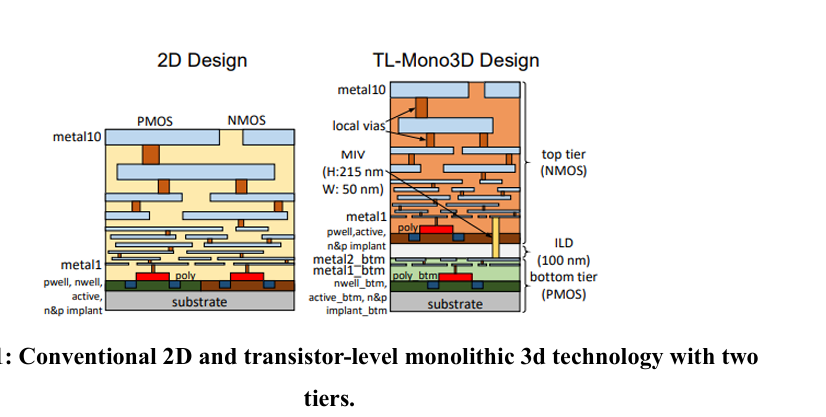 2D Design
TL-Mono3D Design
PMOS
NMOS
metal10
metal1
pwell, nwell,
active,
n&p implant
poly
substrate
metal10
local vias
MIV
(H:215 nm
W: 50 nm)
metal1
pwell,active,
n&p implant
metal2_btm
metal1_btm
nwell_btm,
active_btm, n&p
implant_btm
poly
poly_btm
substrate
top tier
(NMOS)
ILD
(100 nm)
bottom tier
(PMOS)
: Conventional 2D and transistor-level monolithic 3d technology with two
tiers.